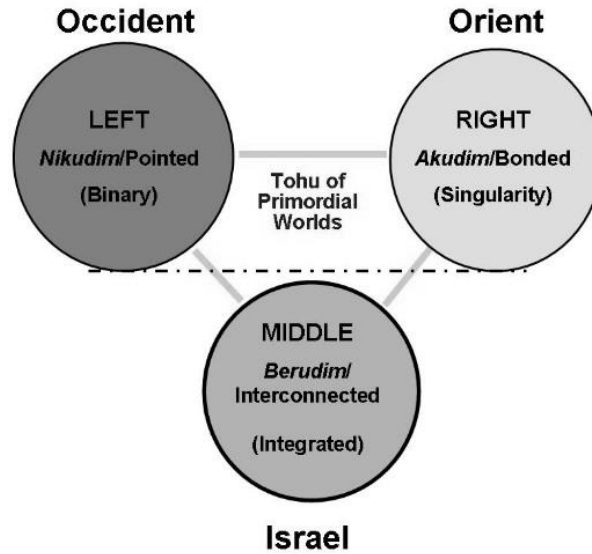 Occident
Orient
LEFT
Nikudim/Pointed
(Binary)
RIGHT
Akudim/Bonded
(Singularity)
Tohu of
Primordial
Worlds
MIDDLE
Berudim/
Interconnected
(Integrated)
Israel